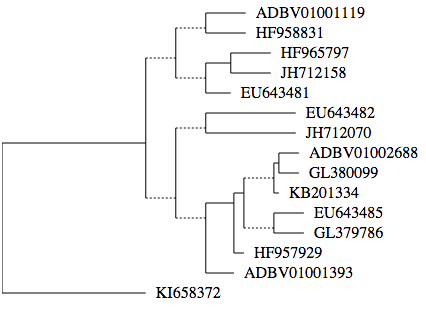 ADBV01001119
HF958831
HF965797
JH712158
EU643481
EU643482
JH712070
ADBV01002688
GL380099
KB201334
EU643485
GL379786
HF957929
ADBV01001393
KI658372